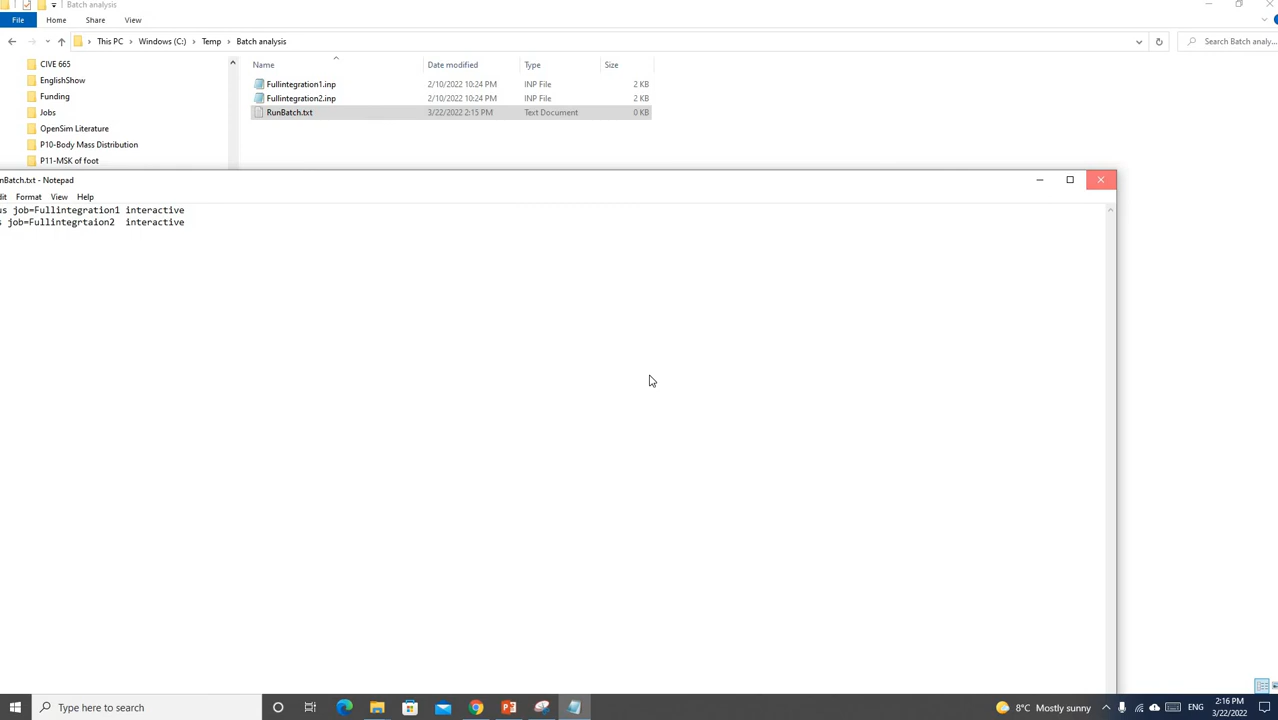 Batch analysis
File Home Share View
This PC Windows (C:) Temp Batch analysis
Search Batch analy...
Name Date modified Type Size
CIVE 665
EnglishShow
Funding
Jobs
OpenSim Literature
P10-Body Mass Distribution
P11-MSK of foot
Fullintegration1.inp 2/10/2022 10:24 PM INP File 2 KB
Fullintegration2.inp 2/10/2022 10:24 PM INP File 2 KB
RunBatch.txt 3/22/2022 2:15 PM Text Document 0 KB
nBatch.txt - Notepad
dit Format View Help
us job=Fullintegration1 interactive
s job=Fullintegrtaion2  interactive
Type here to search
8°C Mostly sunny
ENG
2:16 PM
3/22/2022